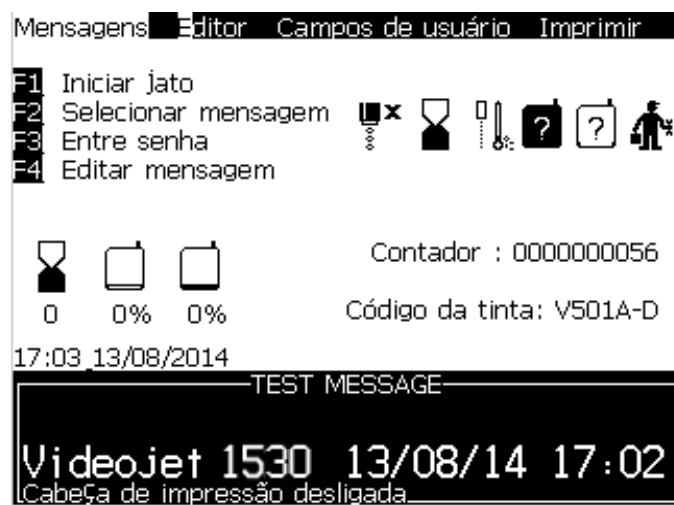 Mensagens Editor Campos de usuário Imprimir
F1 Iniciar jato
F2 Selecionar mensagem
F3 Entre senha
F4 Editar mensagem
? ?
Contador : 0000000056
0 0% 0%
Código da tinta: V501A-D
17:03 13/08/2014
TEST MESSAGE
Videojet 1530 13/08/14 17:02
Cabeça de impressão desligada